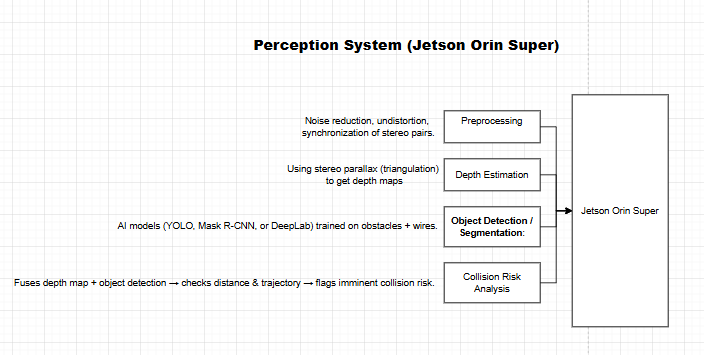 Perception System (Jetson Orin Super)
Noise reduction, undistortion,
synchronization of stereo pairs.
Preprocessing
Using stereo parallax (triangulation)
to get depth maps
Depth Estimation
Jetson Orin Super
AI models (YOLO, Mask R-CNN, or DeepLab) trained on obstacles + wires.
Object Detection /
Segmentation:
Fuses depth map + object detection → checks distance & trajectory → flags imminent collision risk.
Collision Risk
Analysis